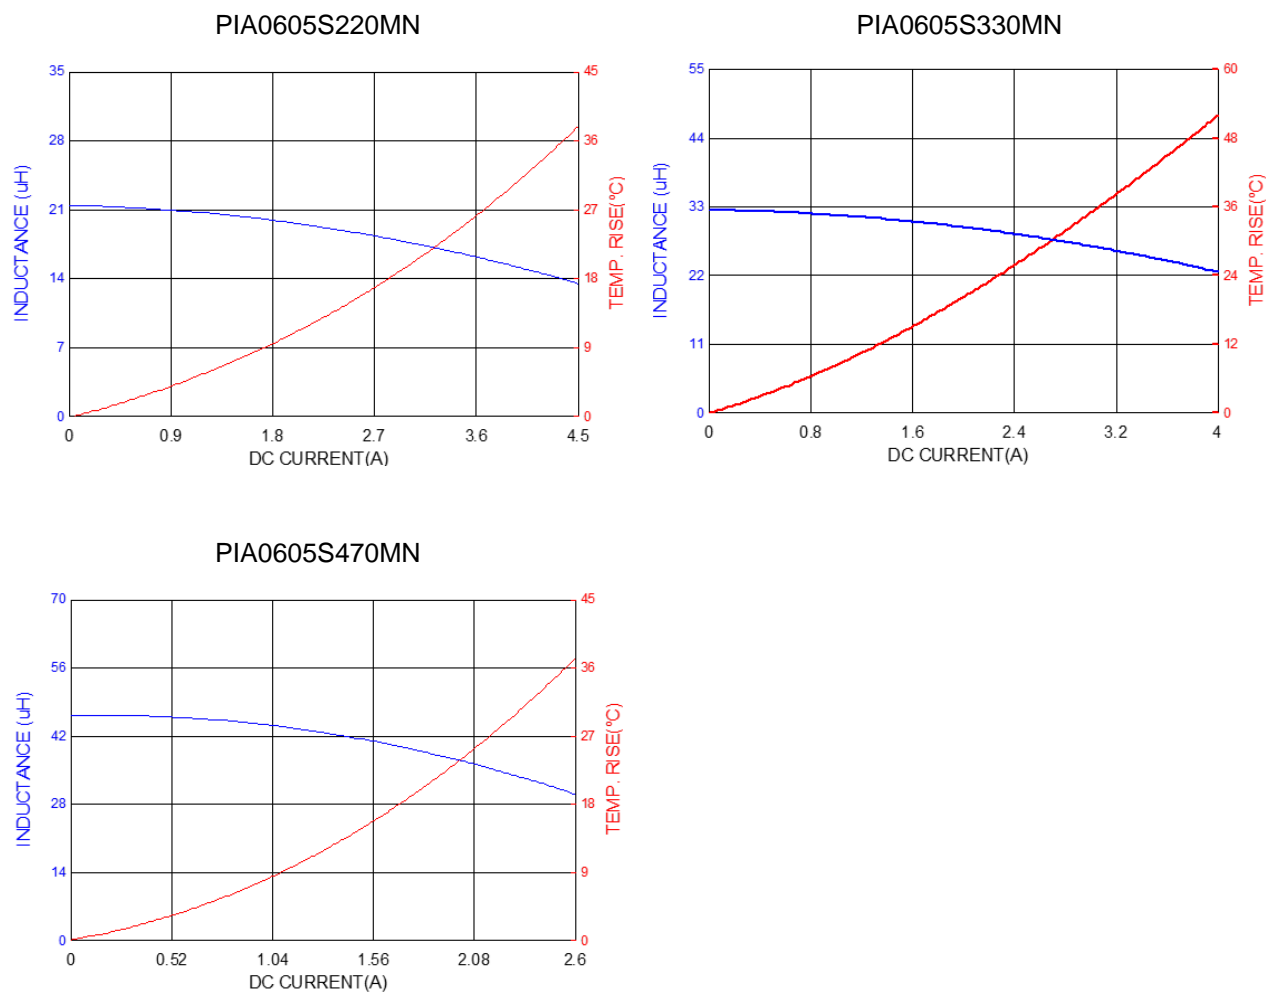 PIA0605S220MN
35
28
21
14
7
0
INDUCTANCE (uH)
45
36
27
18
9
0
TEMP. RISE(ºC)
0 0.9 1.8 2.7 3.6 4.5
DC CURRENT(A)
PIA0605S330MN
55
44
33
22
11
0
INDUCTANCE (uH)
60
48
36
24
12
0
TEMP. RISE(ºC)
0 0.8 1.6 2.4 3.2 4
DC CURRENT(A)
PIA0605S470MN
70
56
42
28
14
0
INDUCTANCE (uH)
45
36
27
18
9
0
TEMP. RISE(ºC)
0 0.52 1.04 1.56 2.08 2.6
DC CURRENT(A)